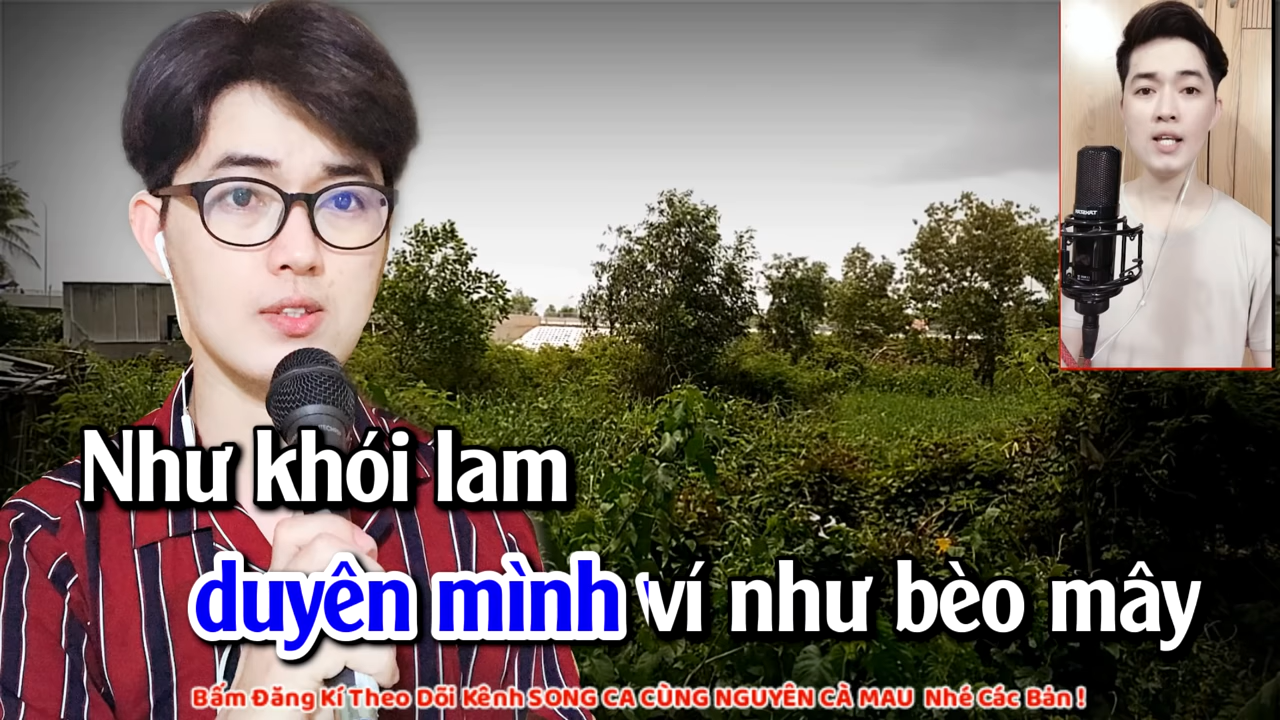 Như khói lam
duyên mình ví như bèo mây
Bấm Đăng Kí Theo Dõi Kênh SONG CA CÙNG NGUYÊN CÀ MAU Nhé Các Bản !